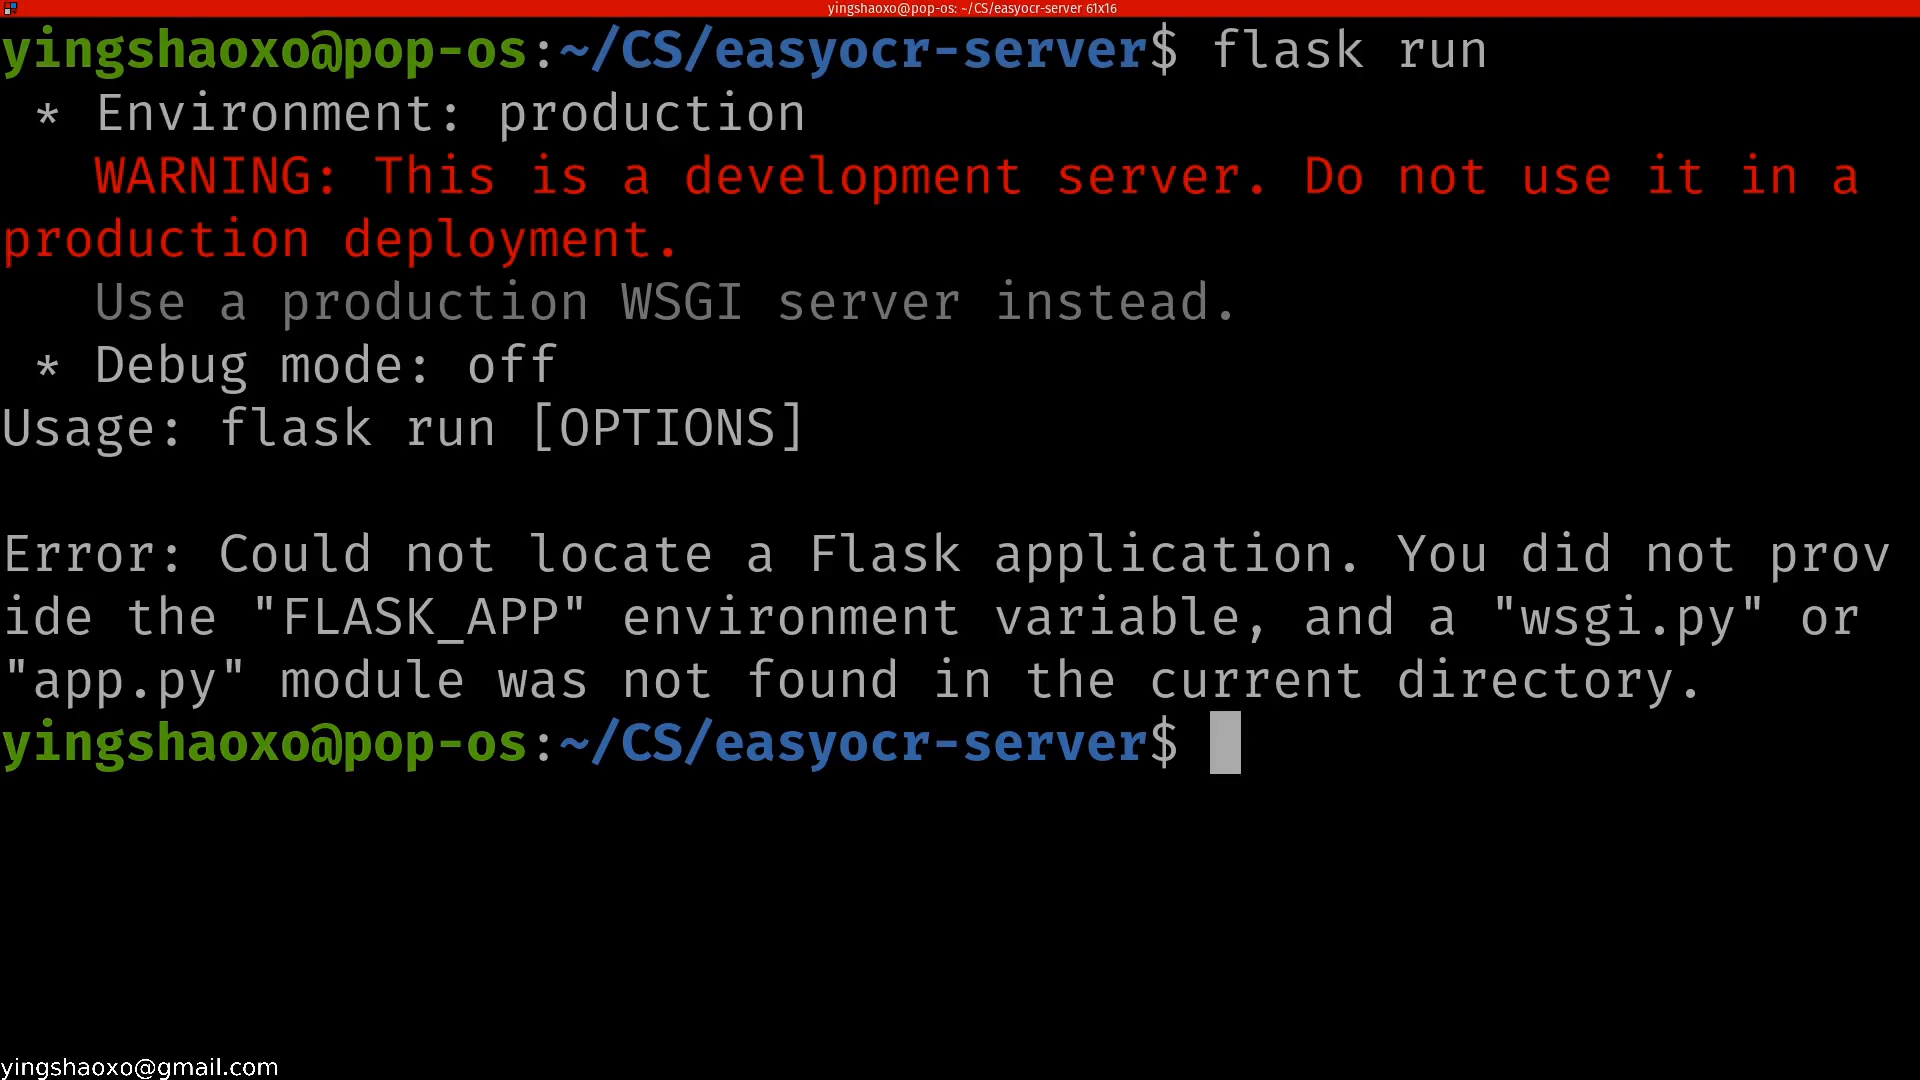 yingshaoxo@pop-os: ~/CS/easyocr-server 61x16
yingshaoxo@pop-os:~/CS/easyocr-server$ flask run
 * Environment: production
   WARNING: This is a development server. Do not use it in a
production deployment.
   Use a production WSGI server instead.
 * Debug mode: off
Usage: flask run [OPTIONS]

Error: Could not locate a Flask application. You did not prov
ide the "FLASK_APP" environment variable, and a "wsgi.py" or
"app.py" module was not found in the current directory.
yingshaoxo@pop-os:~/CS/easyocr-server$
yingshaoxo@gmail.com